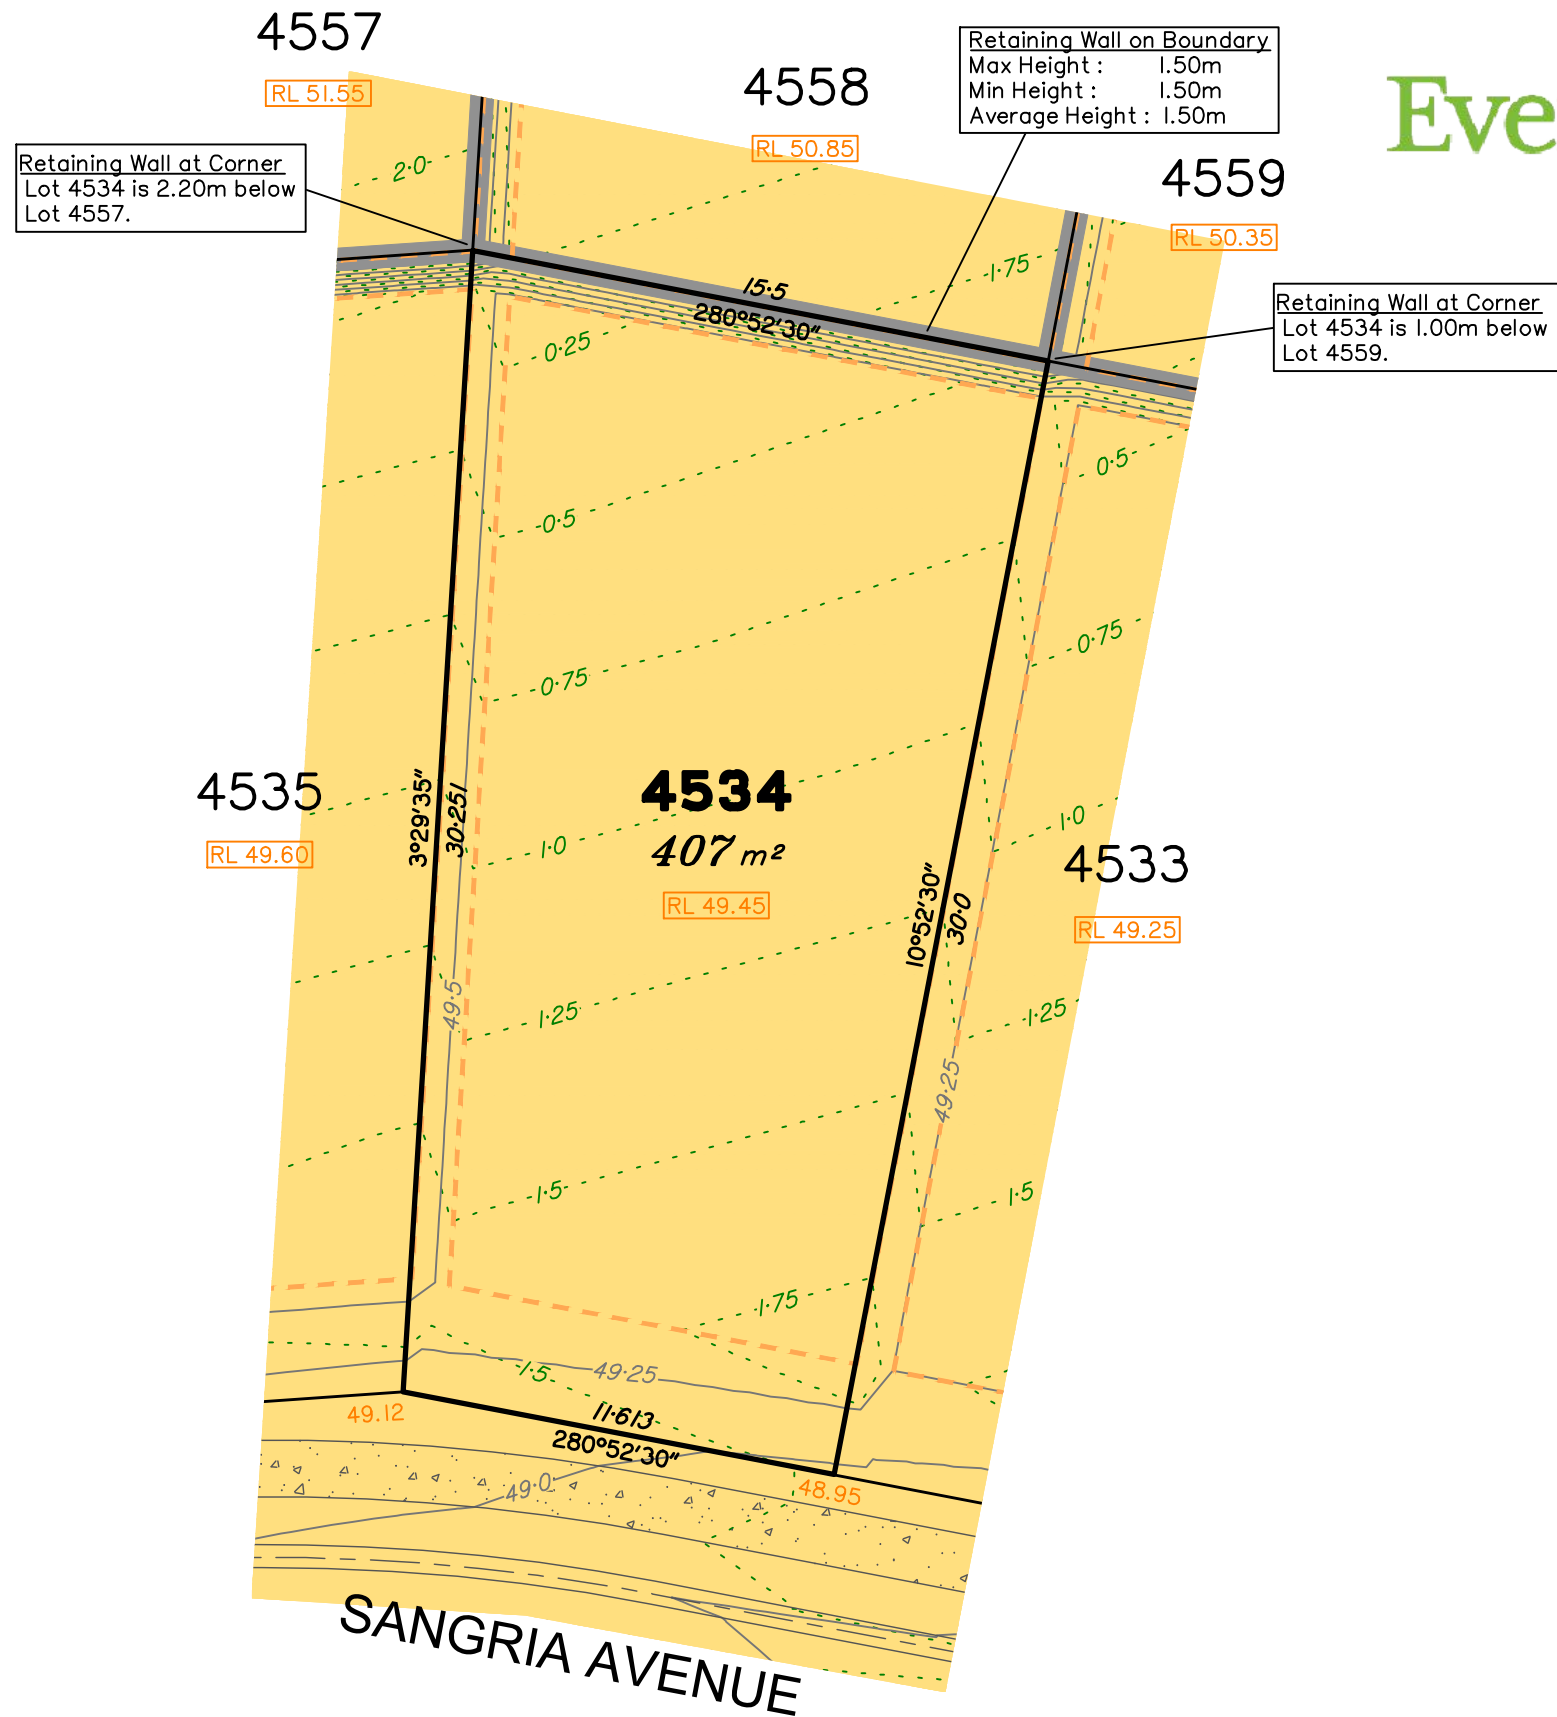 4557
RL 51.55
4558
RL 50.85
Retaining Wall on Boundary
Max Height : 1.50m
Min Height : 1.50m
Average Height : 1.50m
Eve
4559
RL 50.35
Retaining Wall at Corner
Lot 4534 is 2.20m below
Lot 4557.
Retaining Wall at Corner
Lot 4534 is 1.00m below
Lot 4559.
2·0
1·75
15·5
280°52'30"
0·25
0·5
0·5
0·75
0·75
4535
RL 49.60
3°29'35"
30·251
4534
407 m²
RL 49.45
1·0
1·0
4533
RL 49.25
10°52'30"
30·0
49·5
1·25
1·25
49·25
1·5
1·5
1·75
1·5
49·25
49.12
11·613
280°52'30"
49·0
48.95
SANGRIA AVENUE